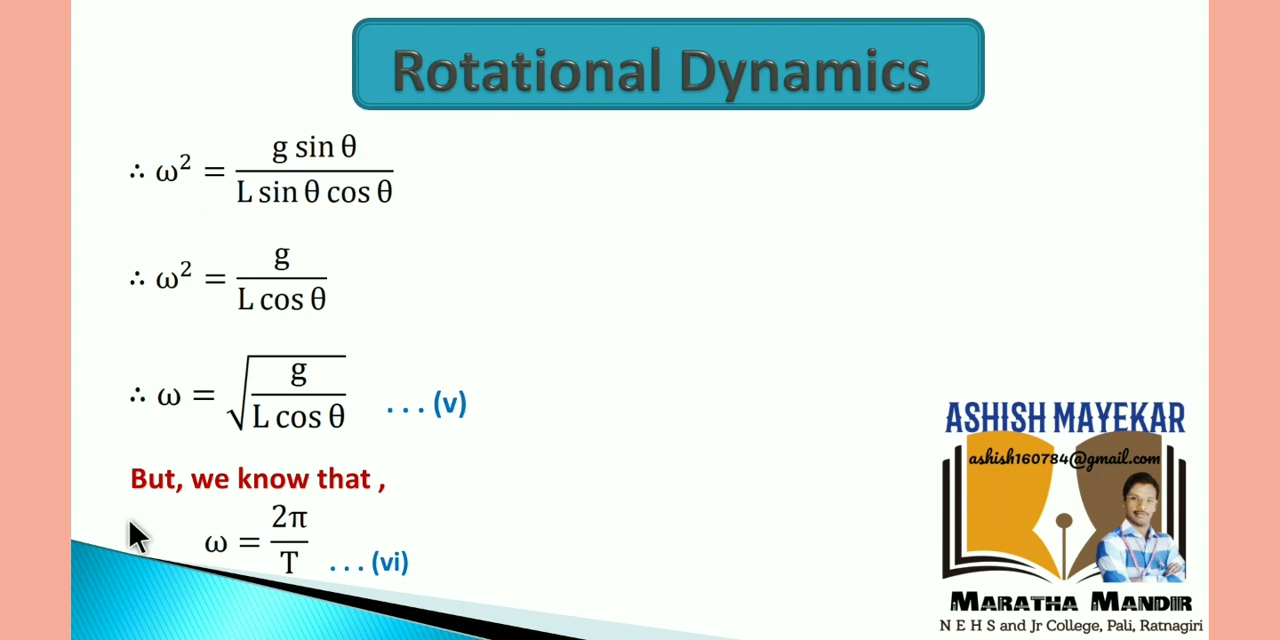 Rotational Dynamics
∴ ω² = g sin θ / L sin θ cos θ
∴ ω² = g / L cos θ
∴ ω = √(g / L cos θ) . . . (v)
But, we know that ,
ω = 2π / T . . . (vi)
ASHISH MAYEKAR
ashish160784@gmail.com
MARATHA MANDIR
N E H S and Jr College, Pali, Ratnagiri